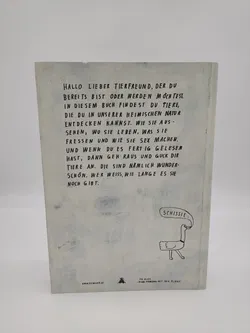 HALLO LIEBER TIERFREUND, DER DU
BEREITS BIST ODER WERDEN MÖCHTEST
IN DIESEM BUCH FINDEST DU TIERE,
DIE DU IN UNSERER HEIMISCHEN NATUR
ENTDECKEN KANNST. WIE SIE AUS-
SEHEN, WO SIE LEBEN, WAS SIE
FRESSEN UND WIE SIE SEX MACHEN.
UND WENN DU ES FERTIG GELESEN
HAST, DANN GEH RAUS UND GUCK DIR
TIERE AN. DIE SIND NÄMLICH WUNDER-
SCHÖN. WER WEISS, WIE LANGE ES SIE
NOCH GIBT.